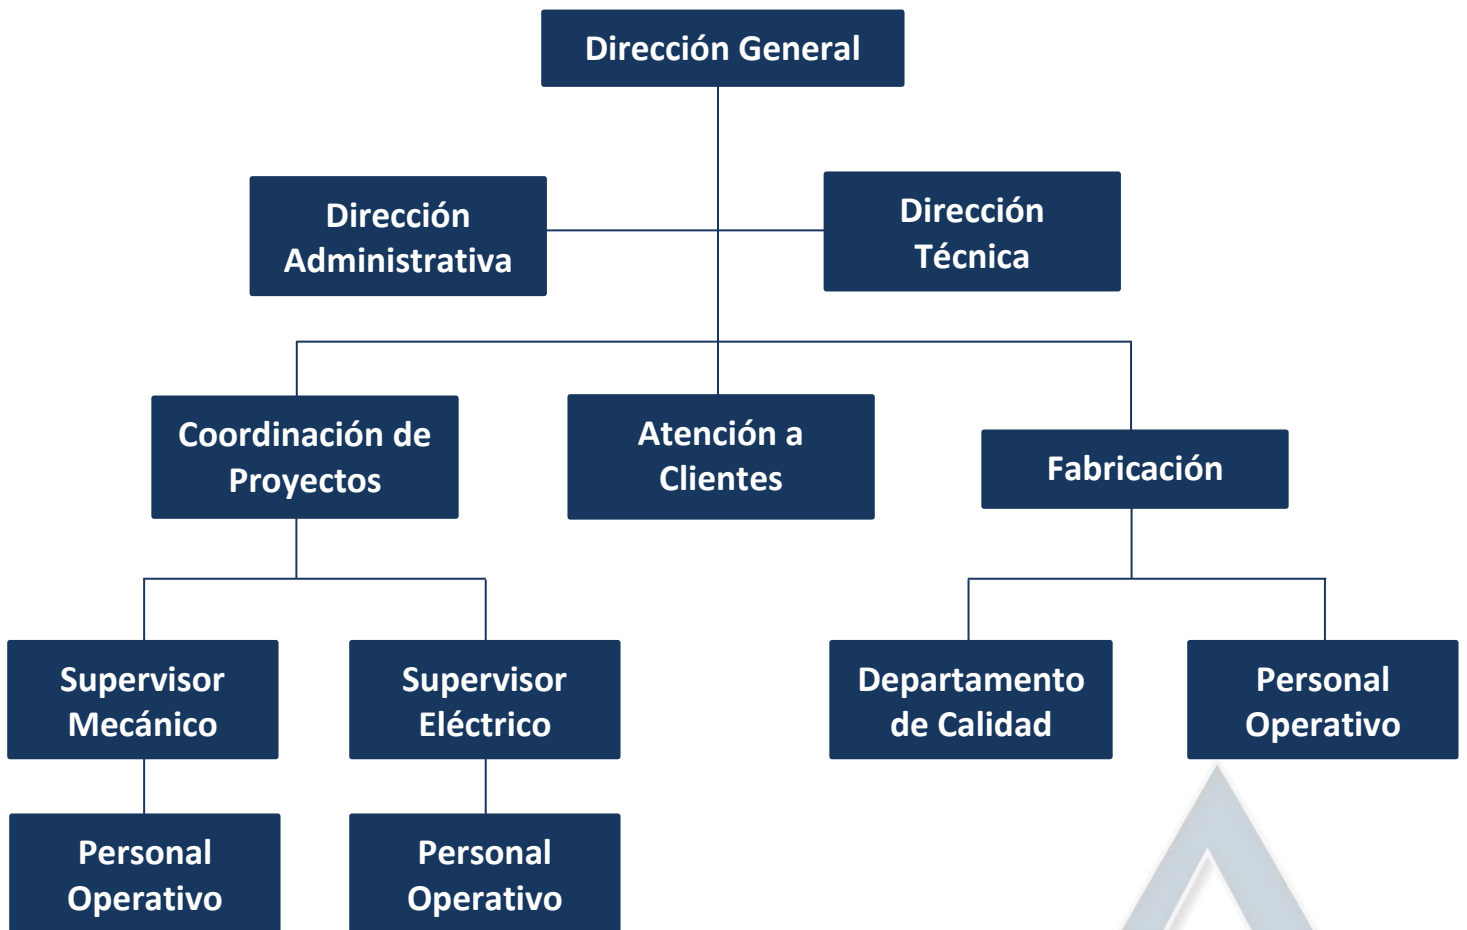 Dirección General
Dirección
Administrativa
Dirección
Técnica
Coordinación de
Proyectos
Atención a
Clientes
Fabricación
Supervisor
Mecánico
Supervisor
Eléctrico
Departamento
de Calidad
Personal
Operativo
Personal
Operativo
Personal
Operativo